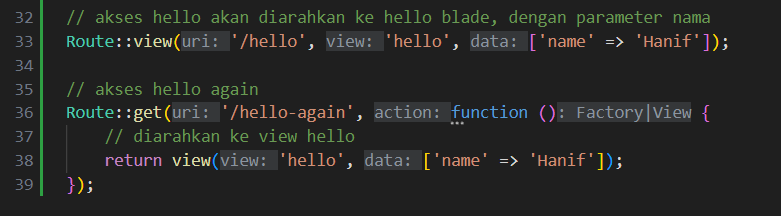 32 // akses hello akan diarahkan ke hello blade, dengan parameter nama
33 Route::view(uri: '/hello', view: 'hello', data: ['name' => 'Hanif']);
34
35 // akses hello again
36 Route::get(uri: '/hello-again', action: function (): Factory|View {
37     // diarahkan ke view hello
38     return view(view: 'hello', data: ['name' => 'Hanif']);
39 });